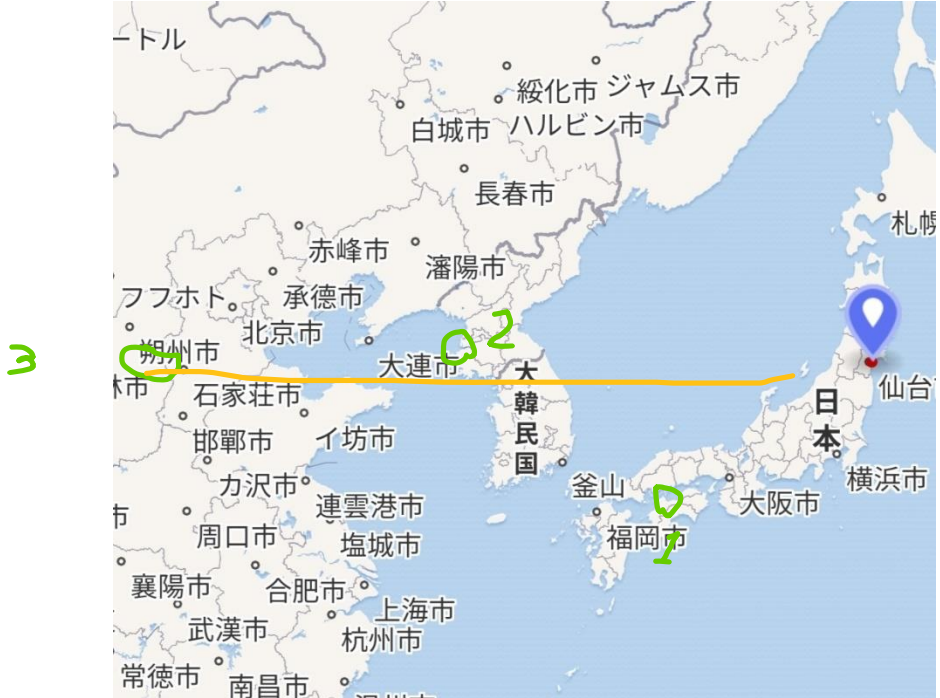 ートル
綏化市
ジャムス市
白城市
ハルビン市
長春市
札幌
赤峰市
瀋陽市
フフホト
承徳市
北京市
2
3
朔州市
大連市
林市
石家荘市
大韓民国
仙台
日本
邯鄲市
イ坊市
カ沢市
釜山
大阪市
横浜市
連雲港市
市
周口市
福岡市
塩城市
1
襄陽市
合肥市
上海市
武漢市
杭州市
常徳市
南昌市